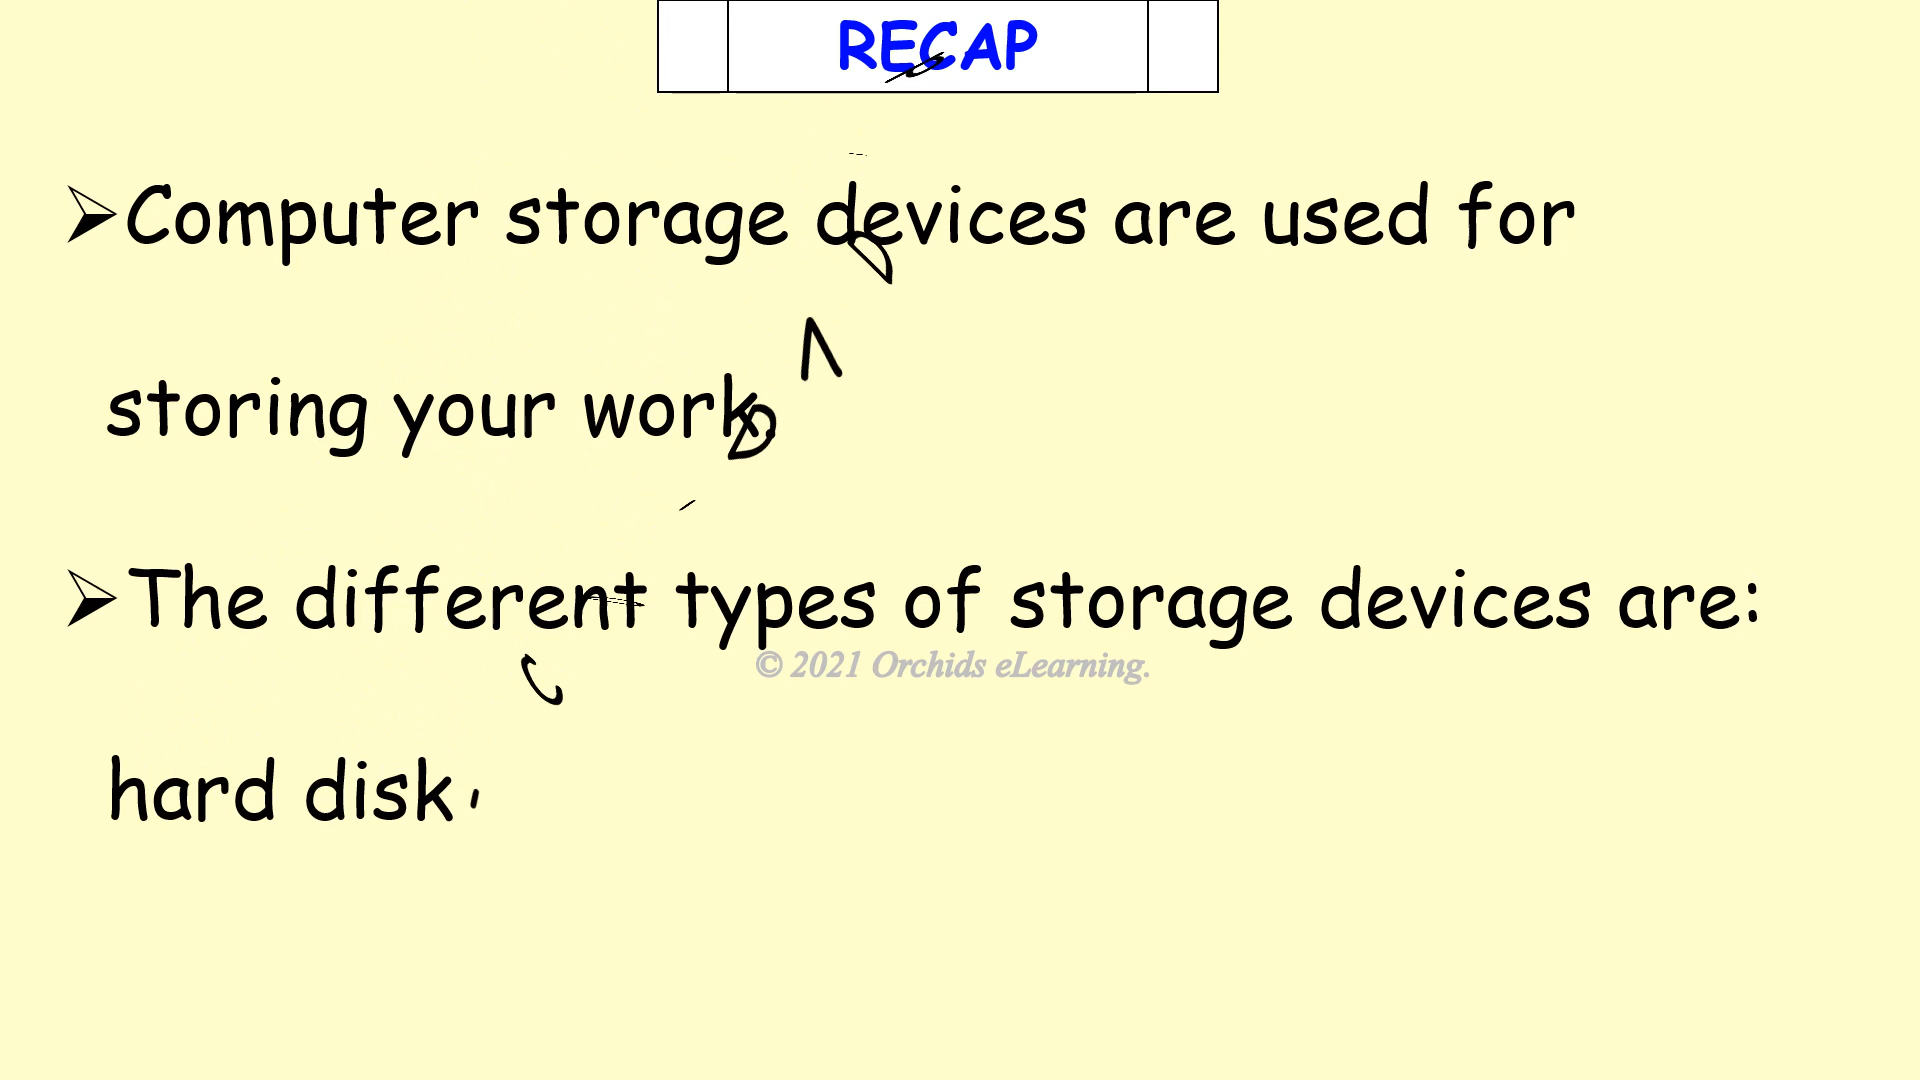 RECAP
➢Computer storage devices are used for
storing your work.
➢The different types of storage devices are:
© 2021 Orchids eLearning.
hard disk